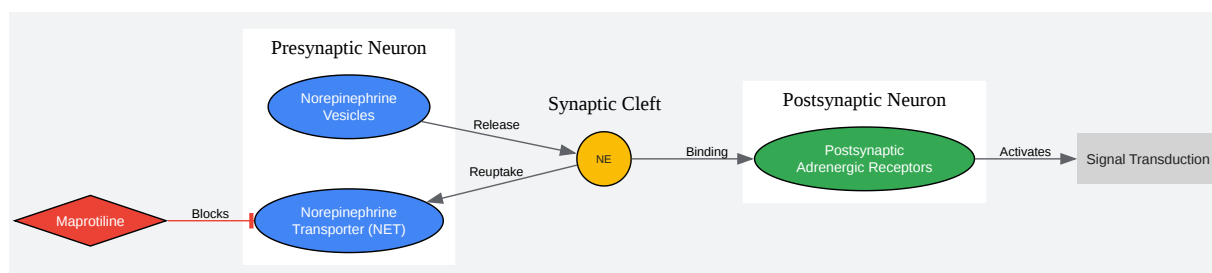 Presynaptic Neuron
Norepinephrine
Vesicles
Release
Synaptic Cleft
NE
Reuptake
Binding
Postsynaptic Neuron
Postsynaptic
Adrenergic Receptors
Activates
Signal Transduction
Maprotiline
Blocks
Norepinephrine
Transporter (NET)